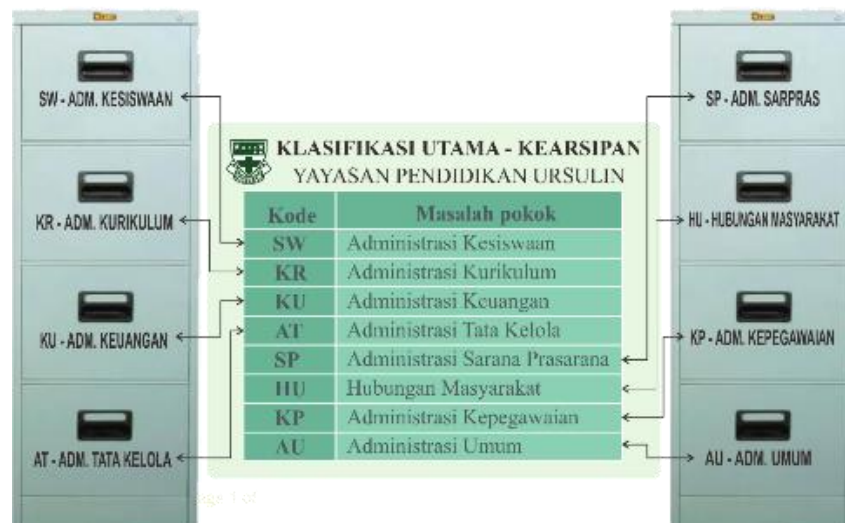 SW - ADM. KESISWAAN
KR - ADM. KURIKULUM
KU - ADM. KEUANGAN
AT - ADM. TATA KELOLA
KLASIFIKASI UTAMA - KEARSIPAN
YAYASAN PENDIDIKAN URSULIN
Kode Masalah pokok
SW Administrasi Kesiswaan
KR Administrasi Kurikulum
KU Administrasi Keuangan
AT Administrasi Tata Kelola
SP Administrasi Sarana Prasarana
HU Hubungan Masyarakat
KP Administrasi Kepegawaian
AU Administrasi Umum
SP - ADM. SARPRAS
HU - HUBUNGAN MASYARAKAT
KP - ADM. KEPEGAWAIAN
AU - ADM. UMUM